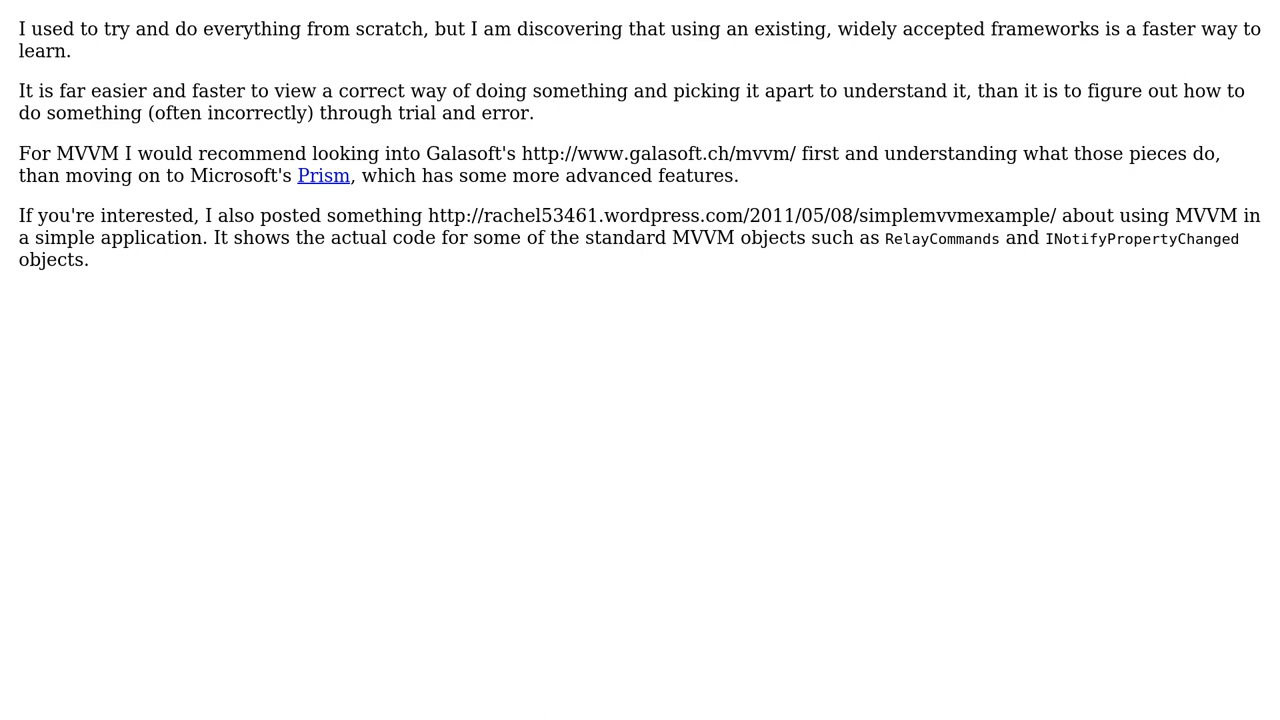 I used to try and do everything from scratch, but I am discovering that using an existing, widely accepted frameworks is a faster way to
learn.
It is far easier and faster to view a correct way of doing something and picking it apart to understand it, than it is to figure out how to
do something (often incorrectly) through trial and error.
For MVVM I would recommend looking into Galasoft's http://www.galasoft.ch/mvvm/ first and understanding what those pieces do,
than moving on to Microsoft's Prism, which has some more advanced features.
If you're interested, I also posted something http://rachel53461.wordpress.com/2011/05/08/simplemvvmexample/ about using MVVM in
a simple application. It shows the actual code for some of the standard MVVM objects such as RelayCommands and INotifyPropertyChanged
objects.